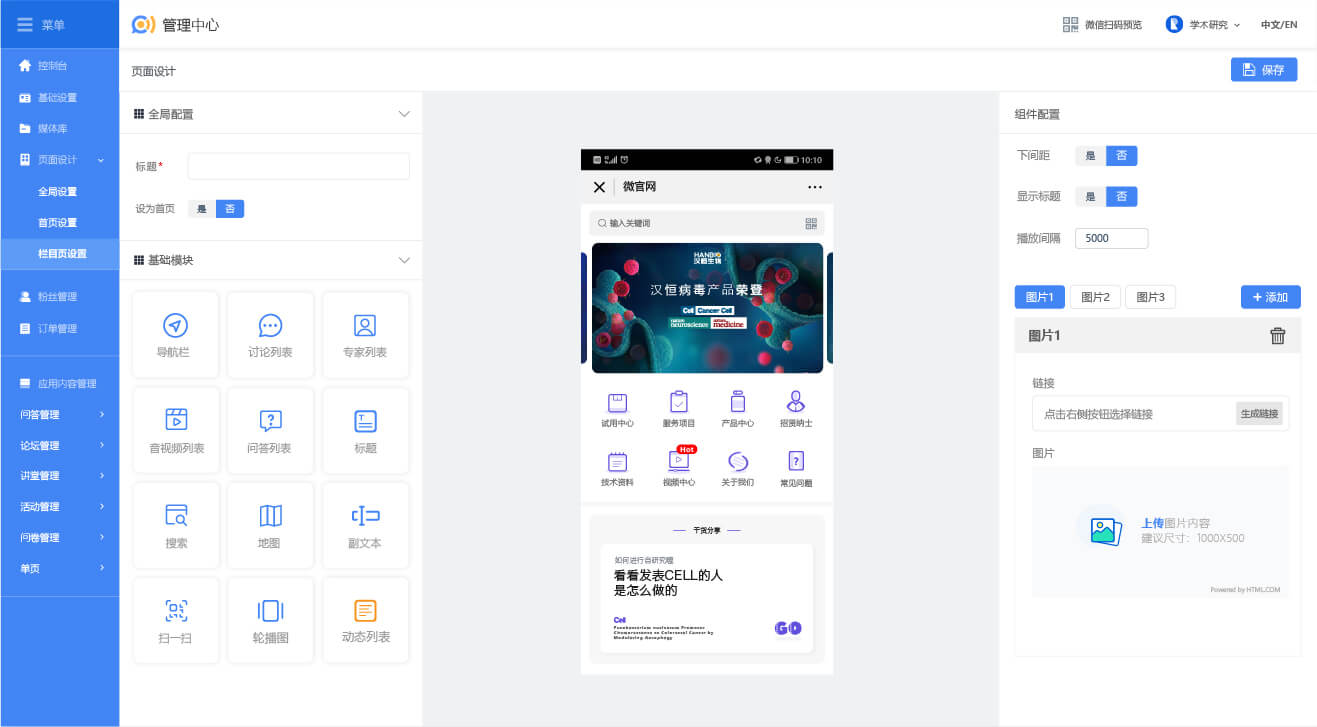 菜单
管理中心
微信扫码预览
学术研究
中文/EN
控制台
基础设置
媒体库
页面设计
全局设置
首页设置
栏目页设置
粉丝管理
订单管理
应用内容管理
问答管理
论坛管理
讲堂管理
活动管理
问卷管理
单页
页面设计
保存
全局配置
标题*
设为首页
是
否
基础模块
导航栏
讨论列表
专家列表
音视频列表
问答列表
标题
搜索
地图
副文本
扫一扫
轮播图
动态列表
10:10
微官网
输入关键词
HANBIO
汉恒生物
汉恒病毒产品荣登
Cell
Cancer Cell
nature
neuroscience
nature
medicine
试用中心
服务项目
产品中心
招贤纳士
Hot
技术资料
视频中心
关于我们
常见问题
干货分享
如何进行自研究瞳
看看发表CELL的人
是怎么做的
Cell
Fusobacterium nucleatum Promotes
Chemoresistance to Colorectal Cancer by
Modulating Autophagy
GO
组件配置
下间距
是
否
显示标题
是
否
播放间隔
5000
图片1
图片2
图片3
+ 添加
图片1
链接
点击右侧按钮选择链接
生成链接
图片
上传图片内容
建议尺寸：1000X500
Powered by HTML.COM